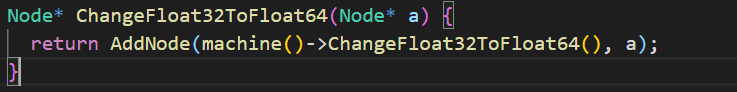 Node* ChangeFloat32ToFloat64(Node* a) {
  return AddNode(machine()->ChangeFloat32ToFloat64(), a);
}